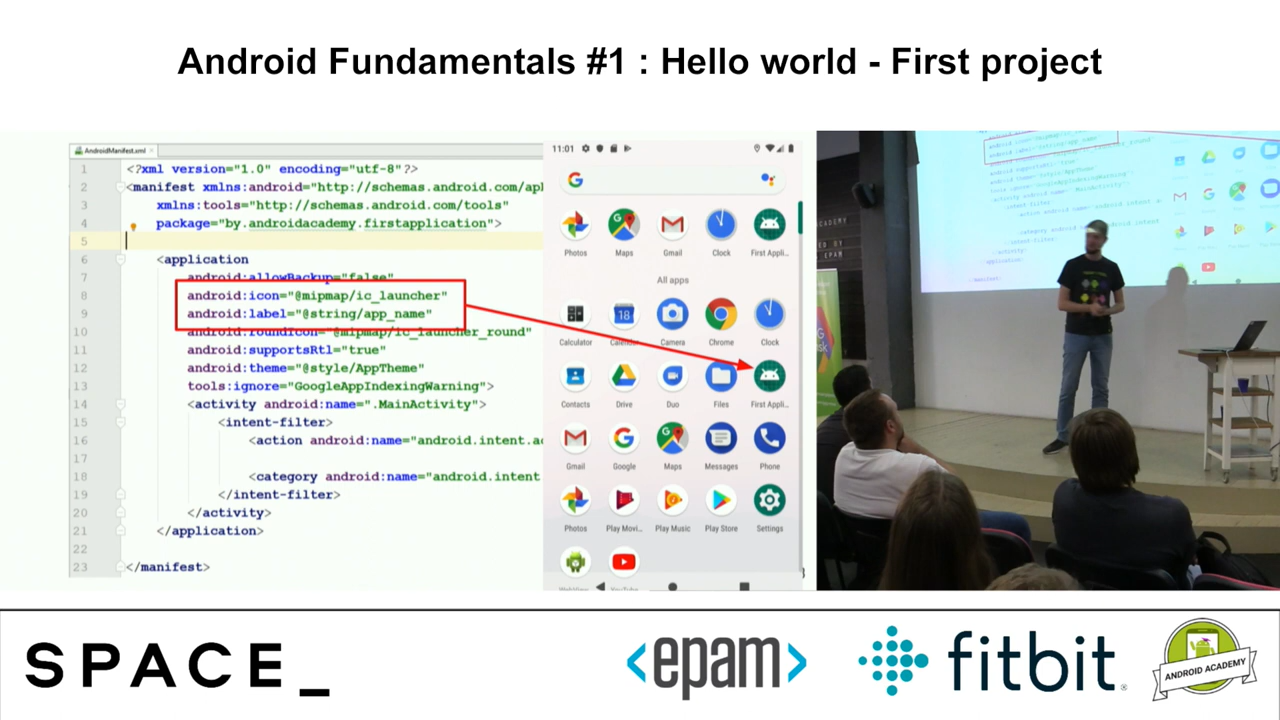 Android Fundamentals #1 : Hello world - First project
AndroidManifest.xml
1 <?xml version="1.0" encoding="utf-8"?>
2 <manifest xmlns:android="http://schemas.android.com/apk
3 xmlns:tools="http://schemas.android.com/tools"
4 package="by.androidacademy.firstapplication">
5
6 <application
7 android:allowBackup="false"
8 android:icon="@mipmap/ic_launcher"
9 android:label="@string/app_name"
10 android:roundIcon="@mipmap/ic_launcher_round"
11 android:supportsRtl="true"
12 android:theme="@style/AppTheme"
13 tools:ignore="GoogleAppIndexingWarning">
14 <activity android:name=".MainActivity">
15 <intent-filter>
16 <action android:name="android.intent.ac
17
18 <category android:name="android.intent
19 </intent-filter>
20 </activity>
21 </application>
22
23 </manifest>
11:01
Photos Maps Gmail Clock First Appli...
All apps
Calculator Calendar Camera Chrome Clock
18
Contacts Drive Duo Files First Appli...
Gmail Google Maps Messages Phone
Photos Play Movi... Play Music Play Store Settings
WebView YouTube
ACADEMY
EPAM
SPACE_
<epam>
fitbit®
ANDROID ACADEMY